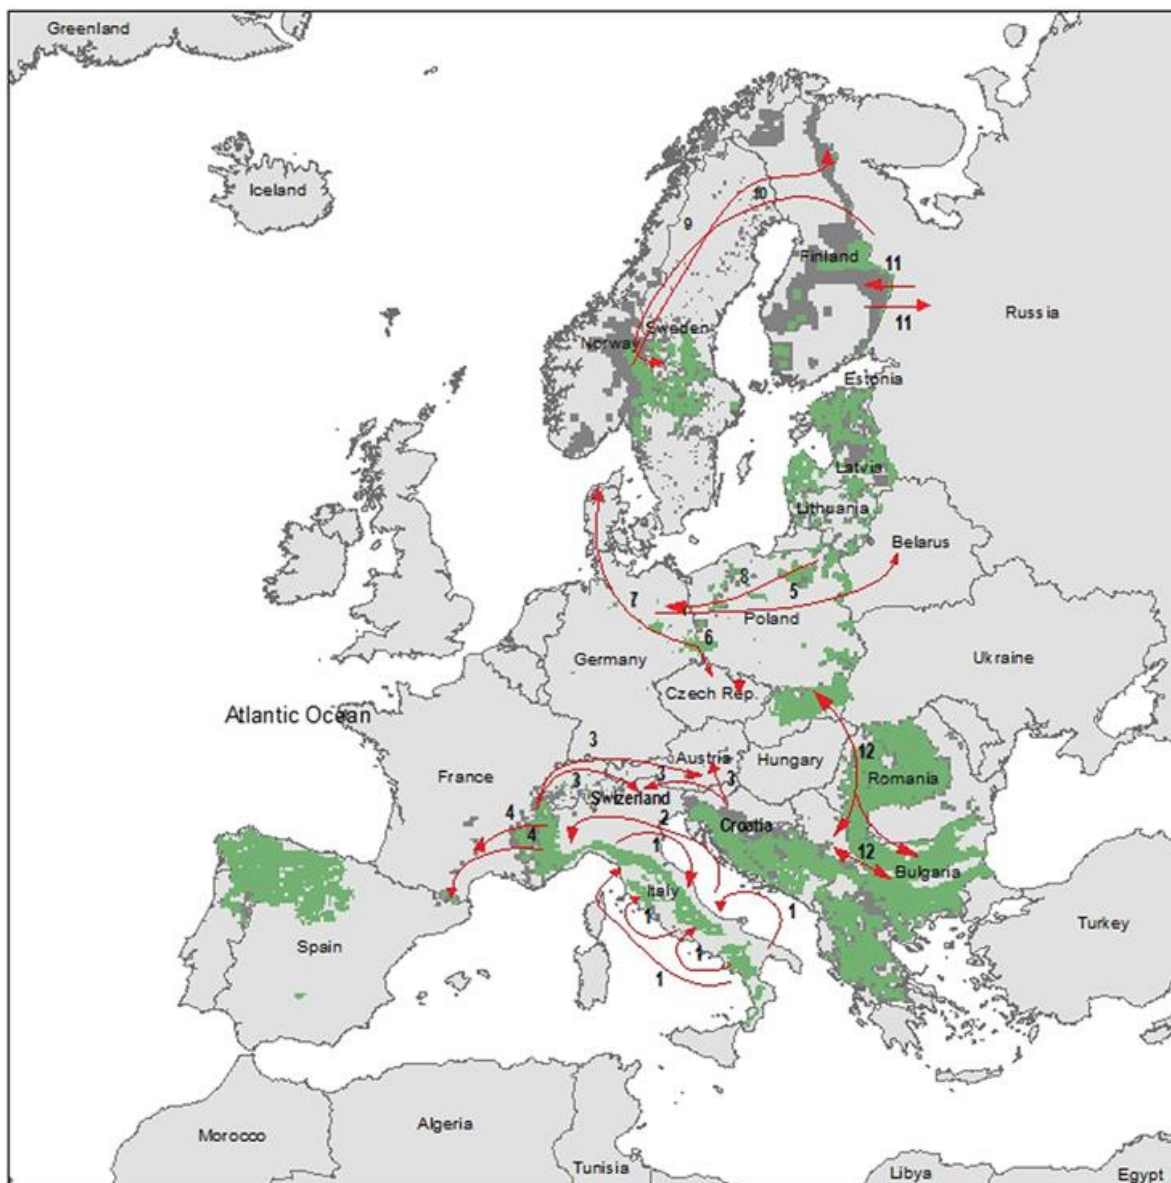 Greenland
Iceland
10
9
Finland
11
Russia
11
Sweden
Norway
Estonia
Latvia
Lithuania
Belarus
8
5
7
Poland
6
Germany
Ukraine
Czech Rep.
Atlantic Ocean
3
Austria
Hungary
12
France
3
3
3
Romania
Swizerland
4
2
Croatia
4
1
12
Bulgaria
Italy
1
1
Turkey
Spain
1
1
Algeria
Morocco
Tunisia
Libya
Egypt